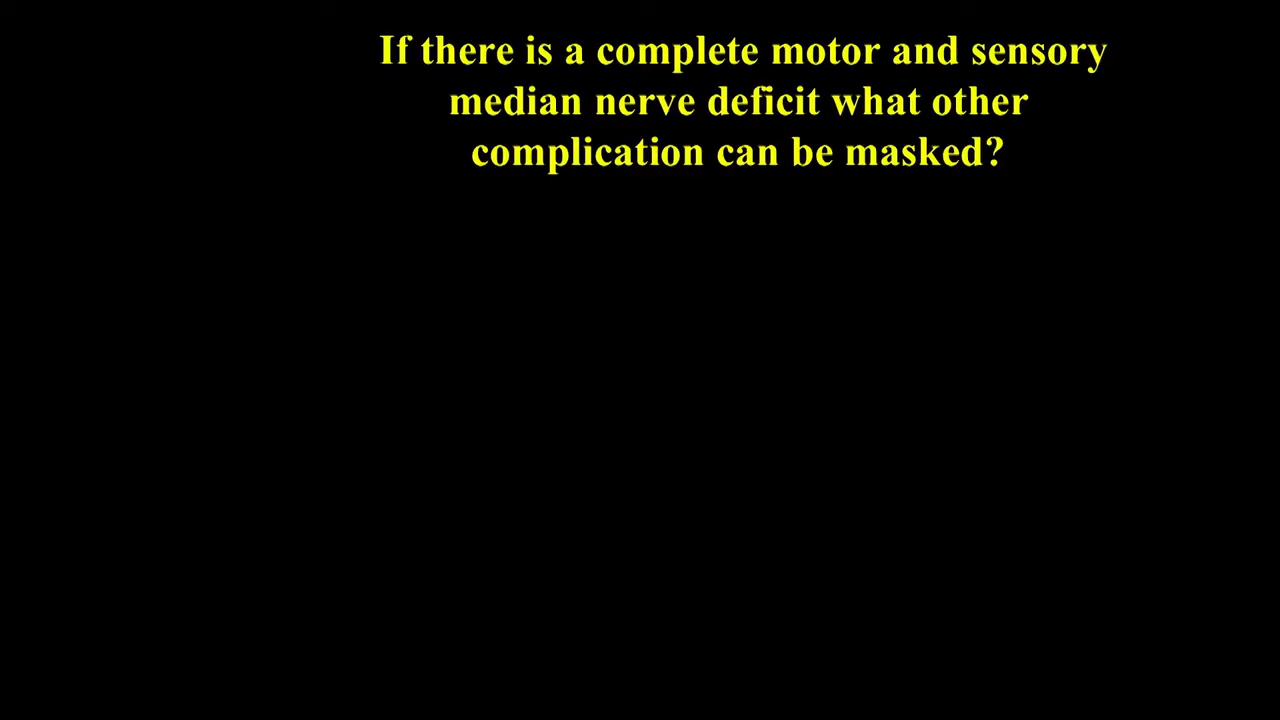 If there is a complete motor and sensory
median nerve deficit what other
complication can be masked?